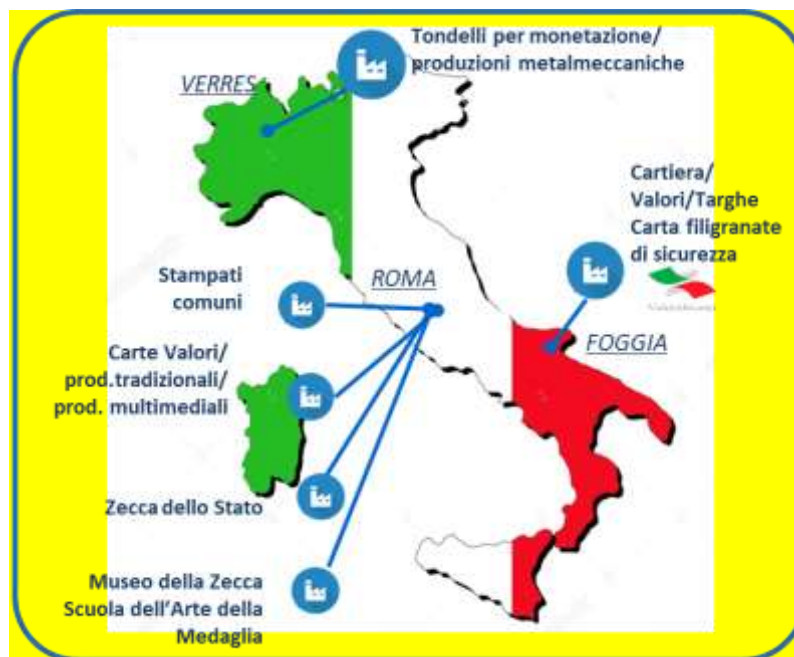 Tondelli per monetazione/
produzioni metalmeccaniche
VERRES
Cartiera/
Valori/Targhe
Carta filigranate
di sicurezza
Stampati
comuni
ROMA
FOGGIA
Carte Valori/
prod.tradizionali/
prod. multimediali
Zecca dello Stato
Museo della Zecca
Scuola dell'Arte della
Medaglia